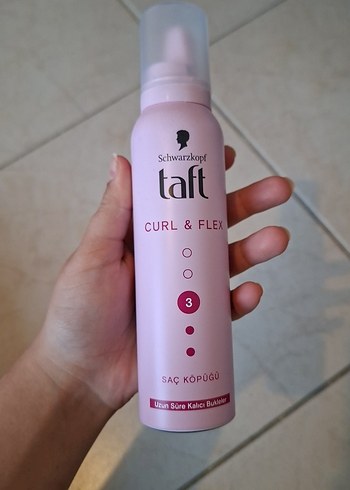 Schwarzkopf
taft
CURL & FLEX
3
SAÇ KÖPÜĞÜ
Uzun Süre Kalıcı Bukleler